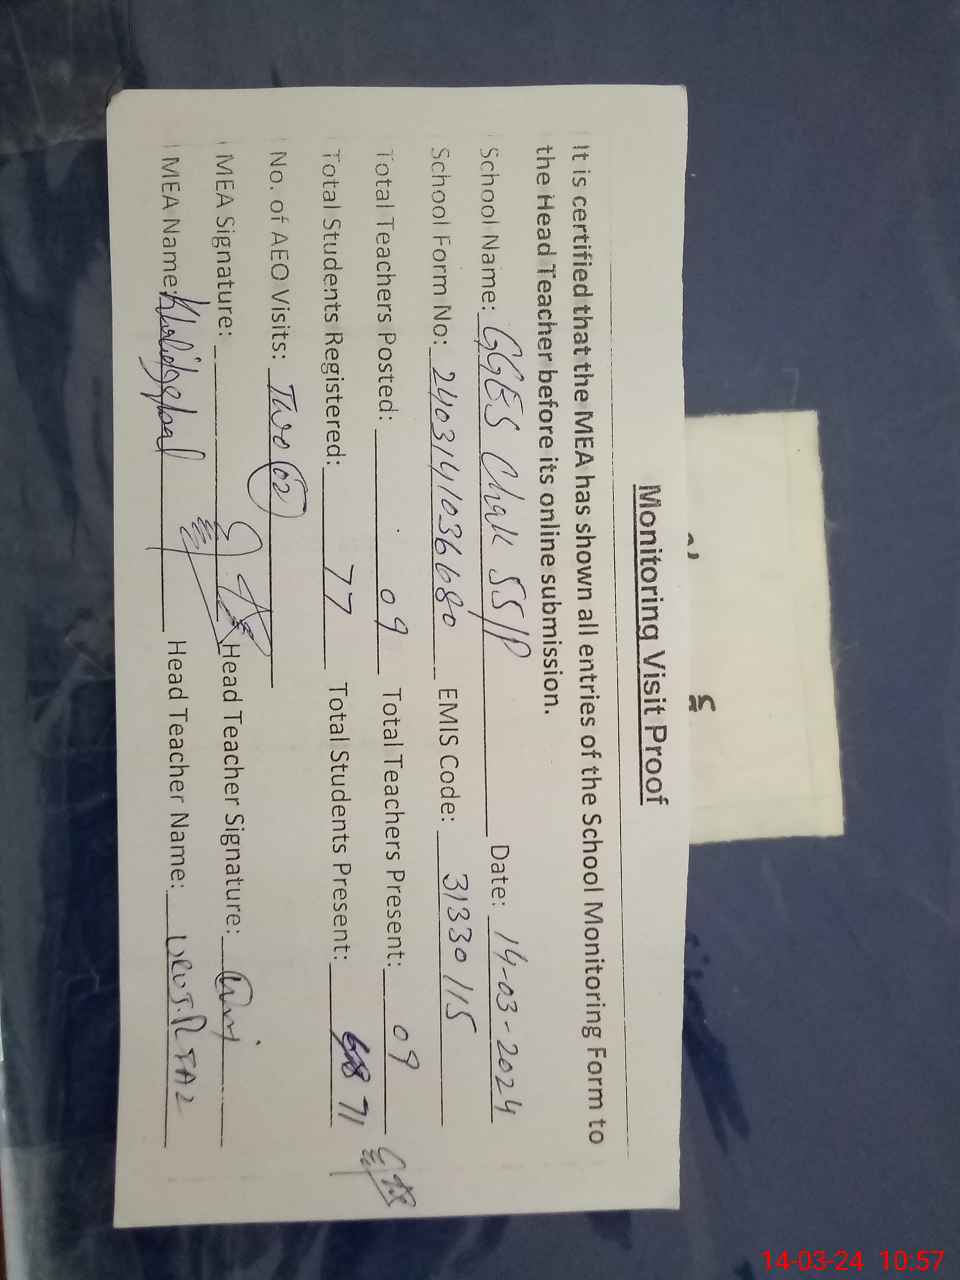 Monitoring Visit Proof
It is certified that the MEA has shown all entries of the School Monitoring Form to
the Head Teacher before its online submission.
School Name: GGES Chak 55/P Date: 14-03-2024
School Form No: 2403141036680 EMIS Code: 31330115
Total Teachers Posted: 09 Total Teachers Present: 09
Total Students Registered: 77 Total Students Present: 71
No. of AEO Visits: Two (02)
MEA Signature: Head Teacher Signature:
MEA Name: Head Teacher Name:
14-03-24 10:57